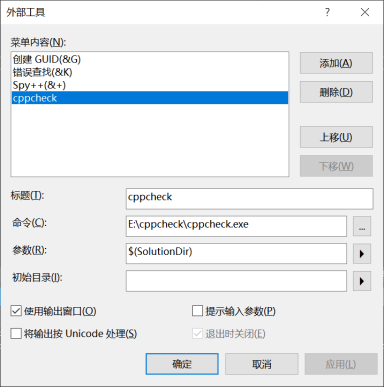 外部工具
菜单内容(N):
创建 GUID(&G)
错误查找(&K)
Spy++(&+)
cppcheck
添加(A)
删除(D)
上移(U)
下移(W)
标题(T):
cppcheck
命令(C):
E:\cppcheck\cppcheck.exe
...
参数(R):
$(SolutionDir)
初始目录(I):
使用输出窗口(O)
提示输入参数(P)
将输出按 Unicode 处理(S)
退出时关闭(E)
确定
取消
应用(L)